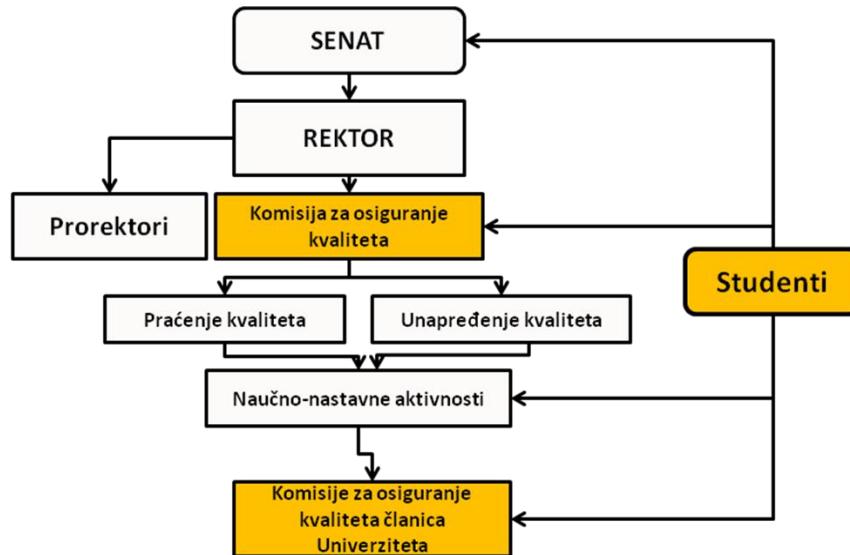 SENAT
REKTOR
Prorektori
Komisija za osiguranje
kvaliteta
Studenti
Praćenje kvaliteta
Unapređenje kvaliteta
Naučno-nastavne aktivnosti
Komisije za osiguranje
kvaliteta članica
Univerziteta